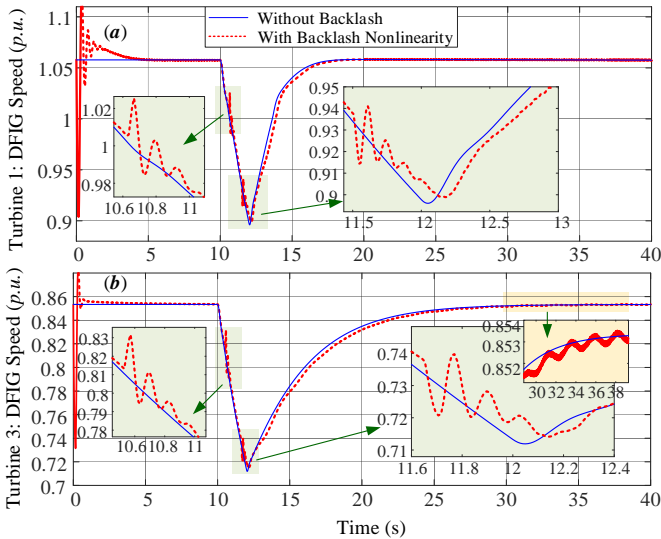 Without Backlash
With Backlash Nonlinearity
(a)
Turbine 1: DFIG Speed (p.u.)
1.1
1.05
1
0.95
0.9
0 5 10 15 20 25 30 35 40
1.02
1
0.98
10.6 10.8 11
0.95
0.94
0.93
0.92
0.91
0.9
11.5 12 12.5 13
(b)
Turbine 3: DFIG Speed (p.u.)
0.86
0.84
0.82
0.80
0.78
0.76
0.74
0.72
0.7
0 5 10 15 20 25 30 35 40
0.83
0.82
0.81
0.80
0.79
0.78
10.6 10.8 11
0.74
0.73
0.72
0.71
11.6 11.8 12 12.2 12.4
0.854
0.853
0.852
30 32 34 36 38
Time (s)